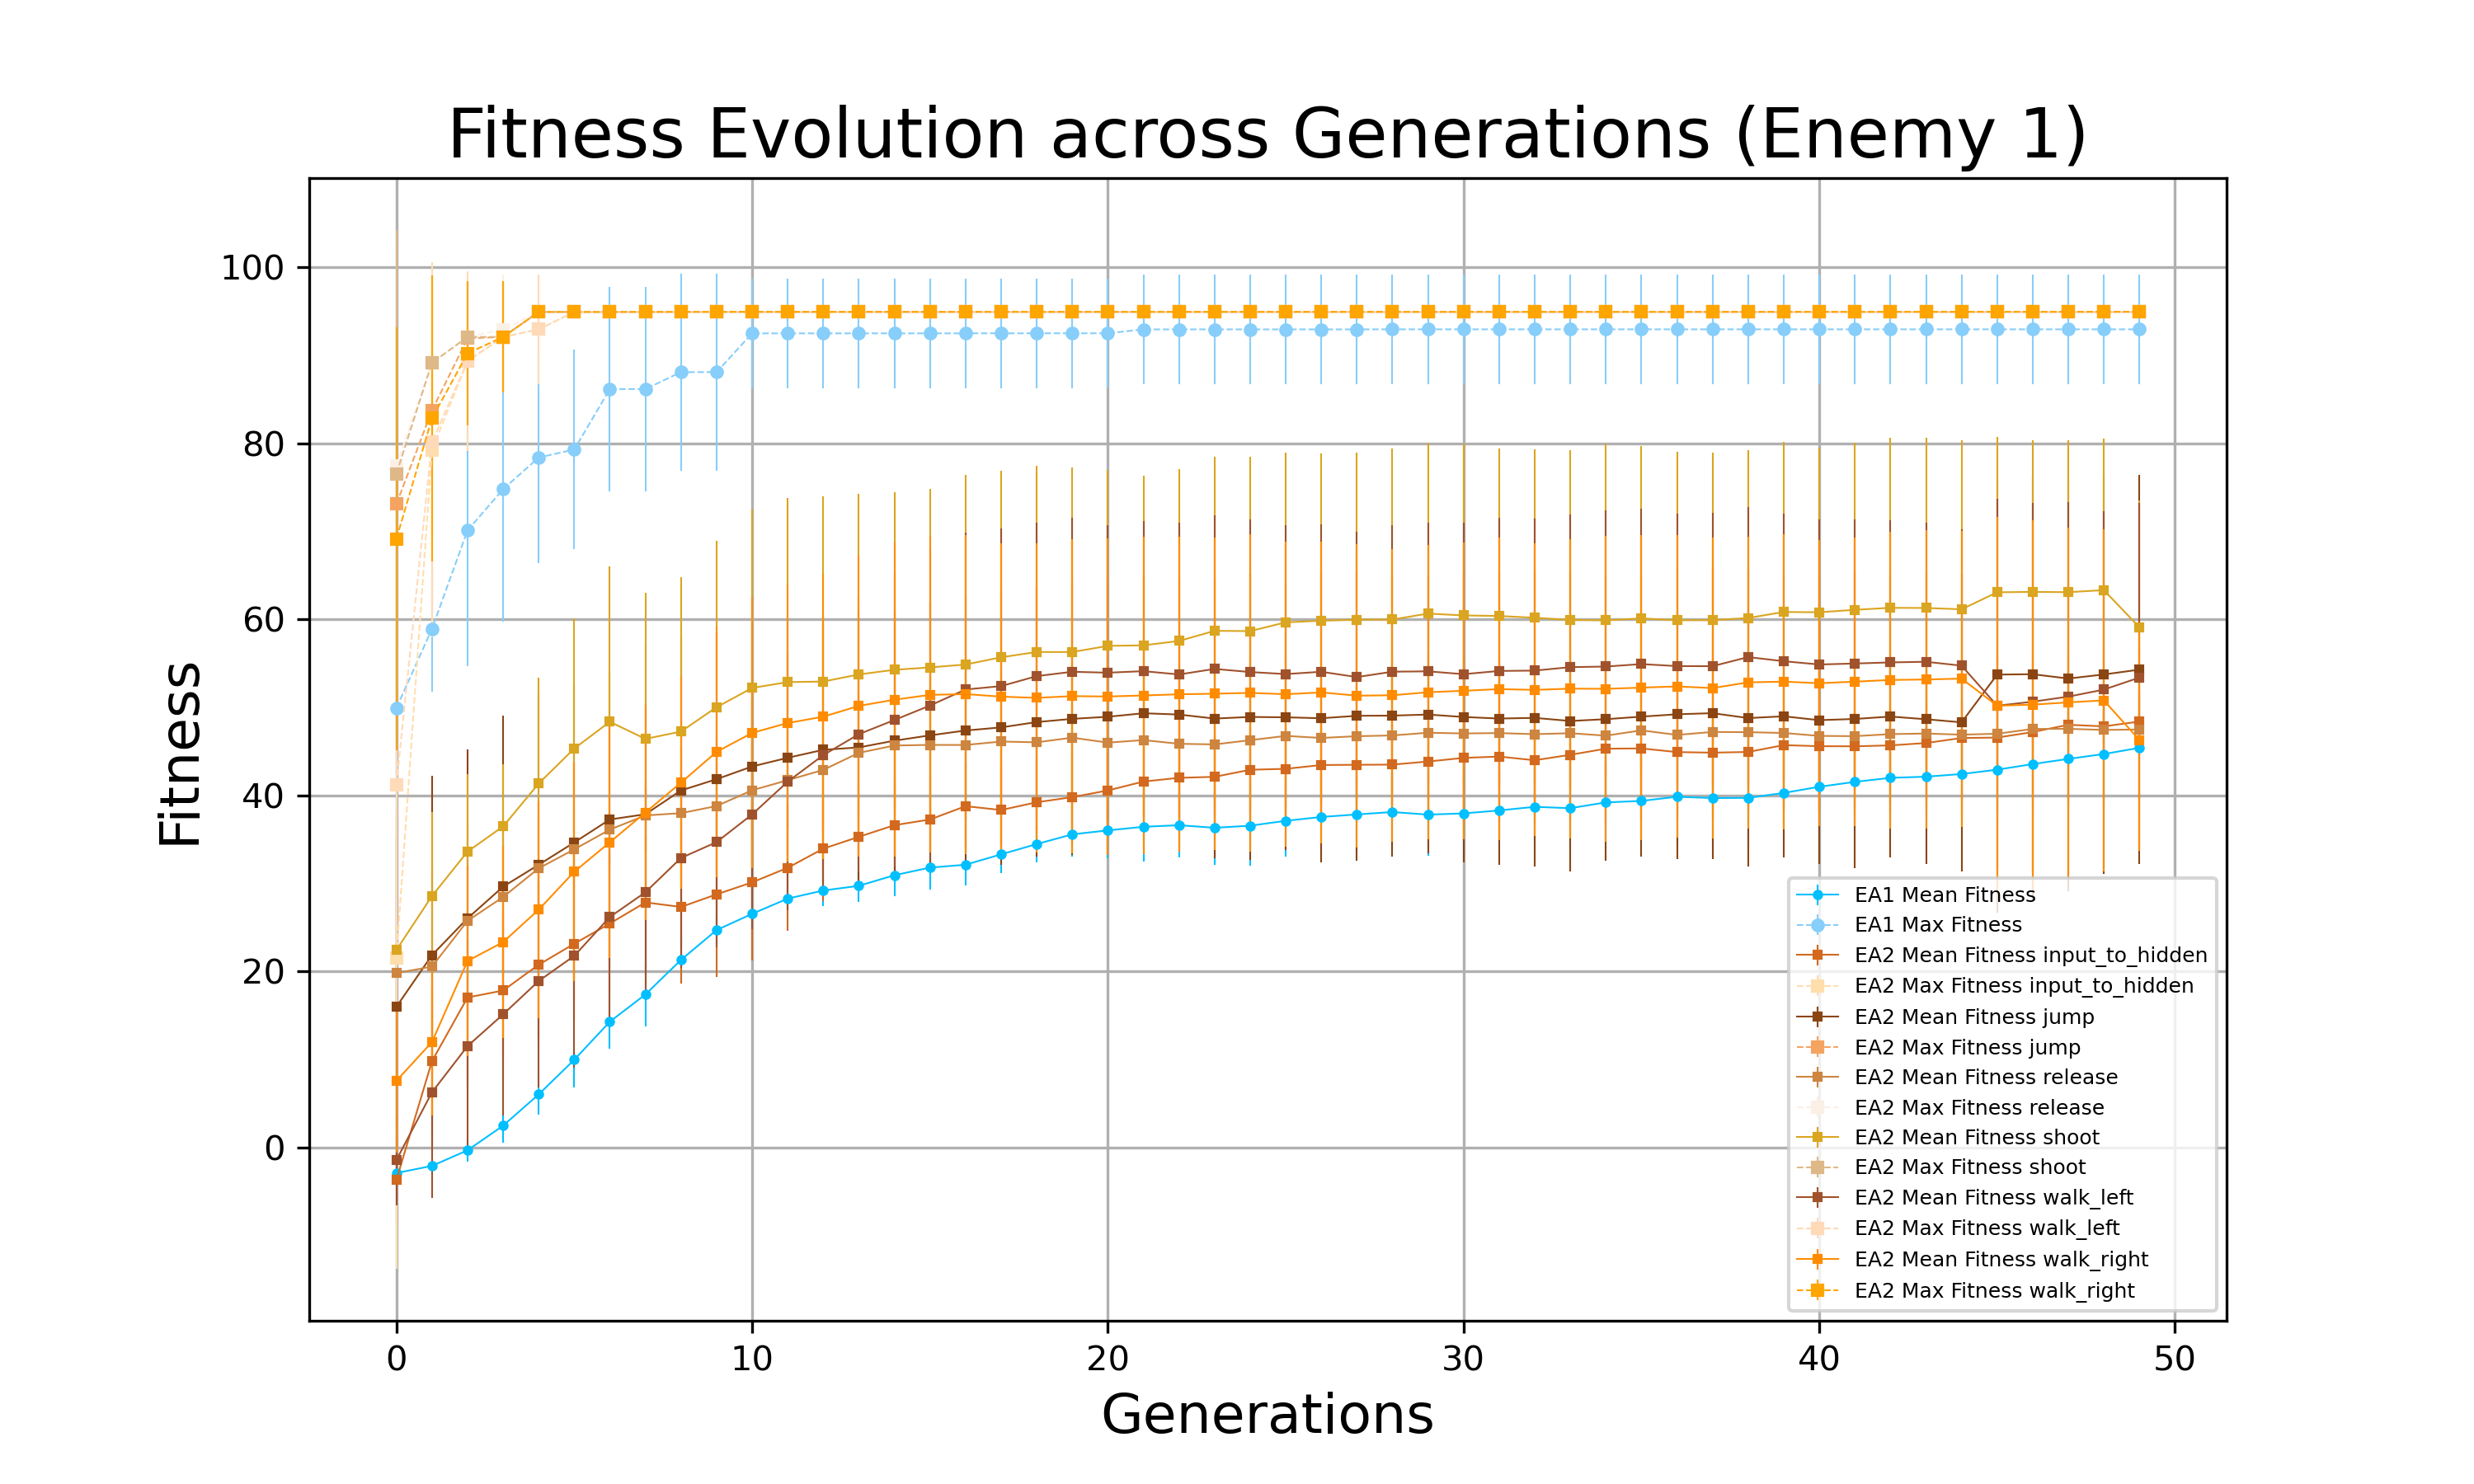 Fitness Evolution across Generations (Enemy 1)
100
80
60
40
20
0
Fitness
0 10 20 30 40 50
Generations
EA1 Mean Fitness
EA1 Max Fitness
EA2 Mean Fitness input_to_hidden
EA2 Max Fitness input_to_hidden
EA2 Mean Fitness jump
EA2 Max Fitness jump
EA2 Mean Fitness release
EA2 Max Fitness release
EA2 Mean Fitness shoot
EA2 Max Fitness shoot
EA2 Mean Fitness walk_left
EA2 Max Fitness walk_left
EA2 Mean Fitness walk_right
EA2 Max Fitness walk_right